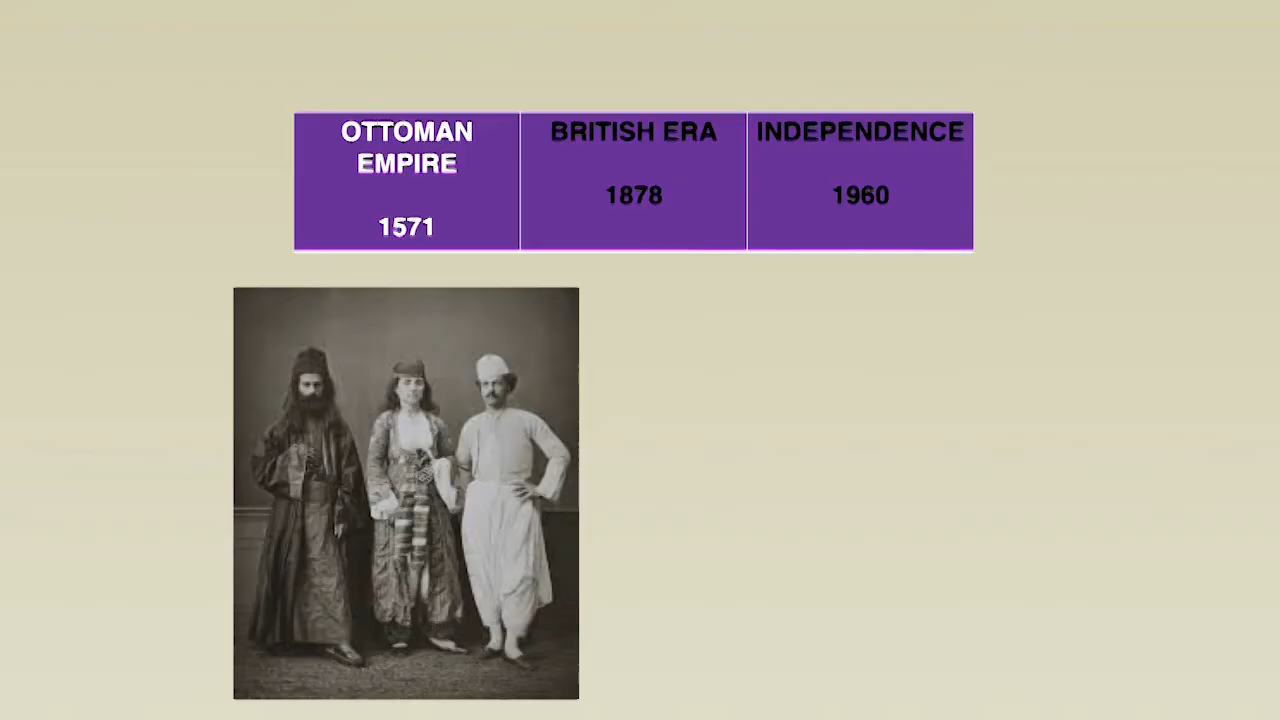 OTTOMAN
EMPIRE
1571
BRITISH ERA
1878
INDEPENDENCE
1960